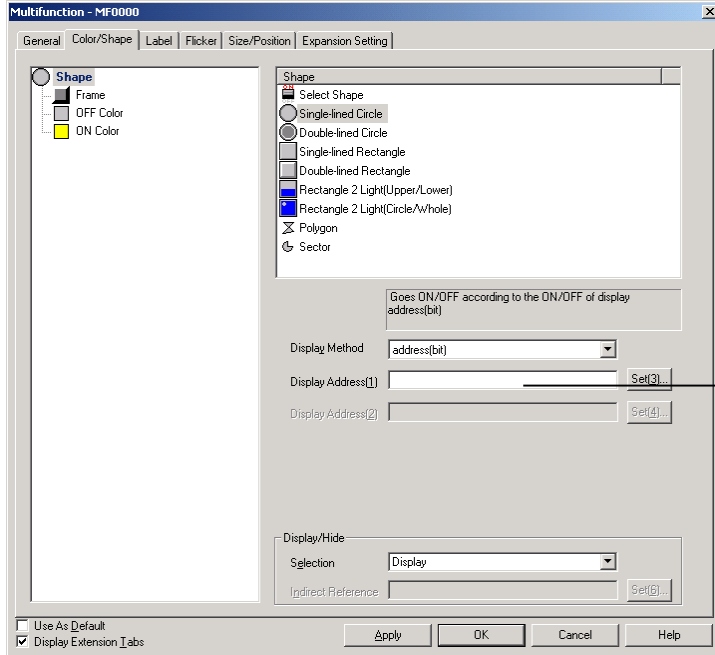 Multifunction - MF0000
General Color/Shape Label Flicker Size/Position Expansion Setting
Shape
Frame
OFF Color
ON Color
Shape
ON
Select Shape
Single-lined Circle
Double-lined Circle
Single-lined Rectangle
Double-lined Rectangle
Rectangle 2 Light(Upper/Lower)
Rectangle 2 Light(Circle/Whole)
Polygon
Sector
Goes ON/OFF according to the ON/OFF of display
address(bit)
Display Method address(bit)
Display Address(1) Set(3)...
Display Address(2) Set(4)...
Display/Hide
Selection Display
Indirect Reference Set(6)...
Use As Default
Display Extension Tabs
Apply OK Cancel Help